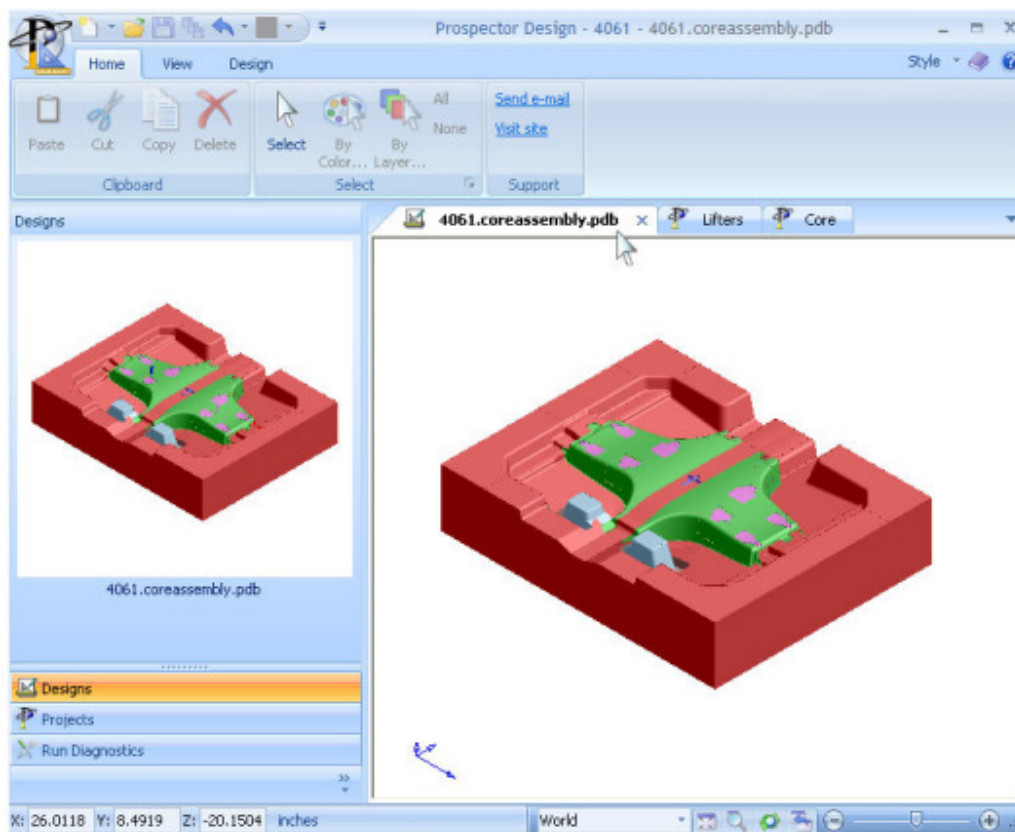 Prospector Design - 4061 - 4061.coreassembly.pdb
Home View Design Style
Paste Cut Copy Delete Select By Color... By Layer... All None Send e-mail Visit site
Clipboard Select Support
Designs
4061.coreassembly.pdb Lifters Core
4061.coreassembly.pdb
Designs
Projects
Run Diagnostics
X: 26.0118 Y: 8.4919 Z: -20.1504 inches World